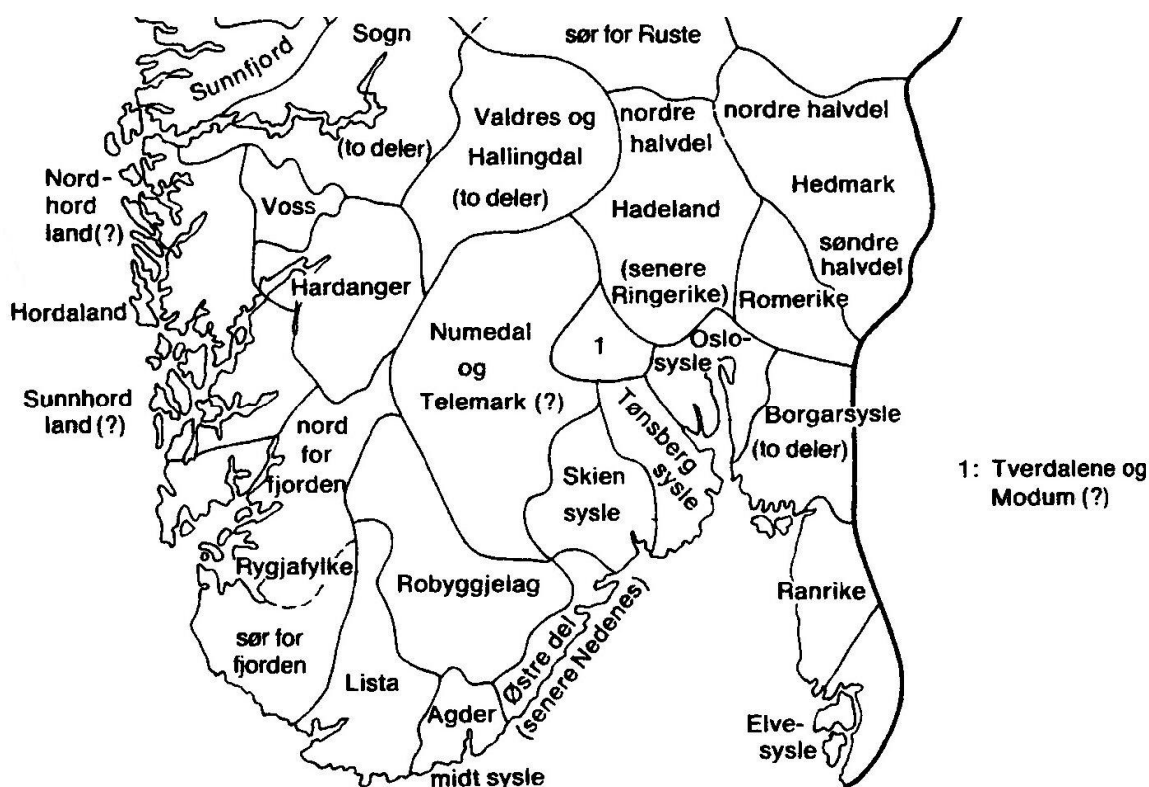 Sogn
sør for Ruste
Sunnfjord
Valdres og
Hallingdal
(to deler)
nordre
halvdel
nordre halvdel
(to deler)
Nord-
hord
land (?)
Voss
Hadeland
Hedmark
søndre
halvdel
(senere
Ringerike)
Romerike
Hordaland
Hardanger
Numedal
og
Telemark (?)
1
Oslo-
sysle
Sunnhord
land (?)
nord
for
fjorden
Tønsberg
sysle
Borgarsysle
(to deler)
Skien
sysle
1: Tverdalene og
Modum (?)
Rygjafylke
Robyggjelag
Ranrike
sør for
fjorden
Østre del
(senere Nedenes)
Lista
Agder
midt sysle
Elve-
sysle